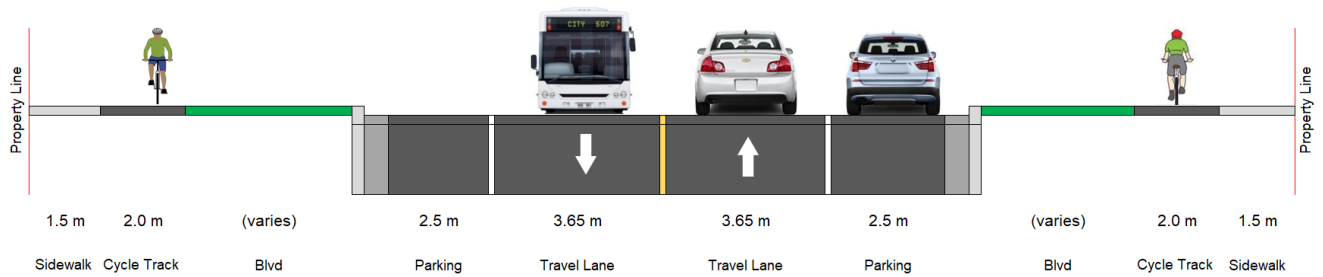 CITY 507
Property Line
Property Line
1.5 m 2.0 m (varies) 2.5 m 3.65 m 3.65 m 2.5 m (varies) 2.0 m 1.5 m
Sidewalk Cycle Track Blvd Parking Travel Lane Travel Lane Parking Blvd Cycle Track Sidewalk